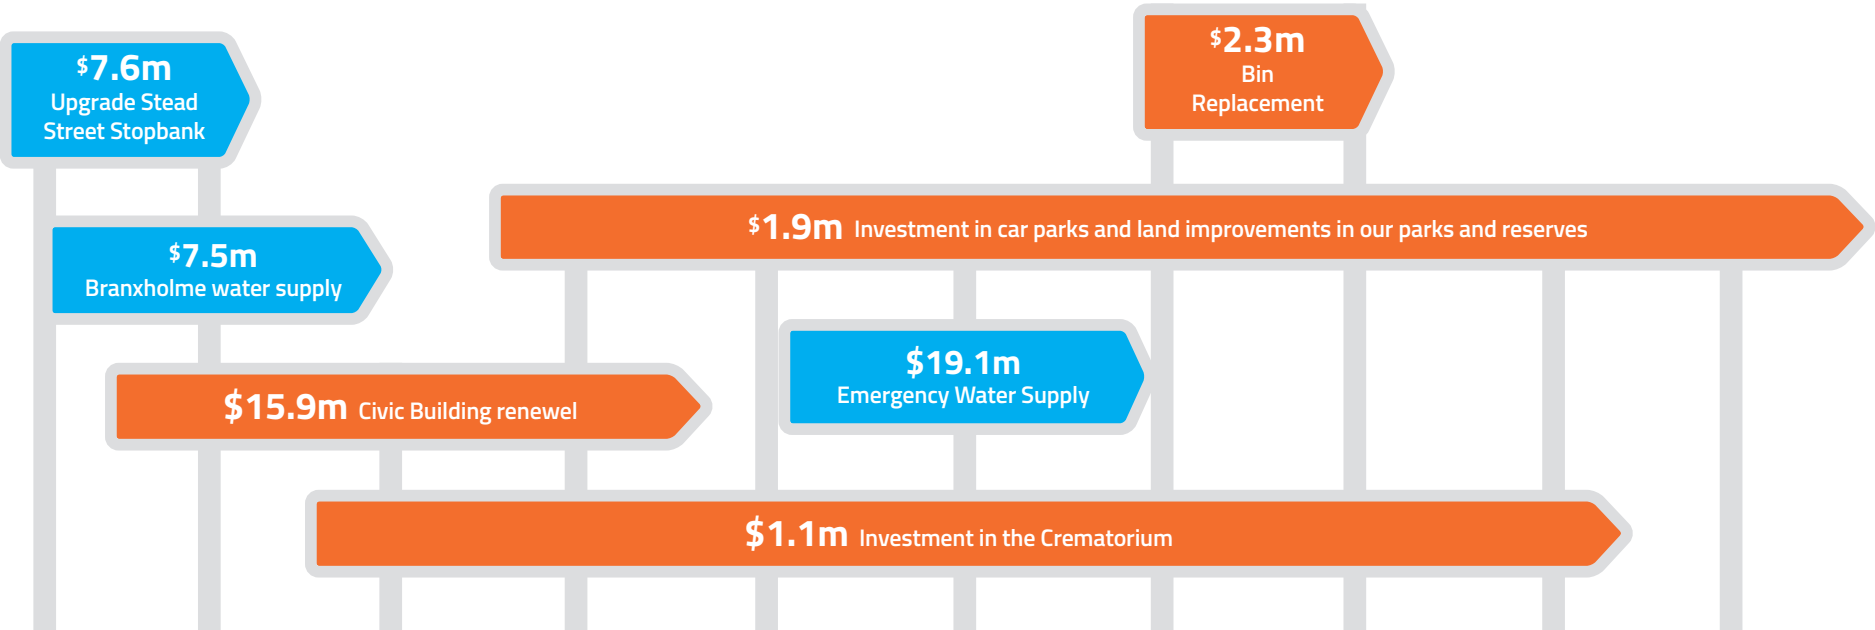 $7.6m
Upgrade Stead
Street Stopbank
$2.3m
Bin
Replacement
$1.9m Investment in car parks and land improvements in our parks and reserves
$7.5m
Branxholme water supply
$19.1m
Emergency Water Supply
$15.9m Civic Building renewel
$1.1m Investment in the Crematorium